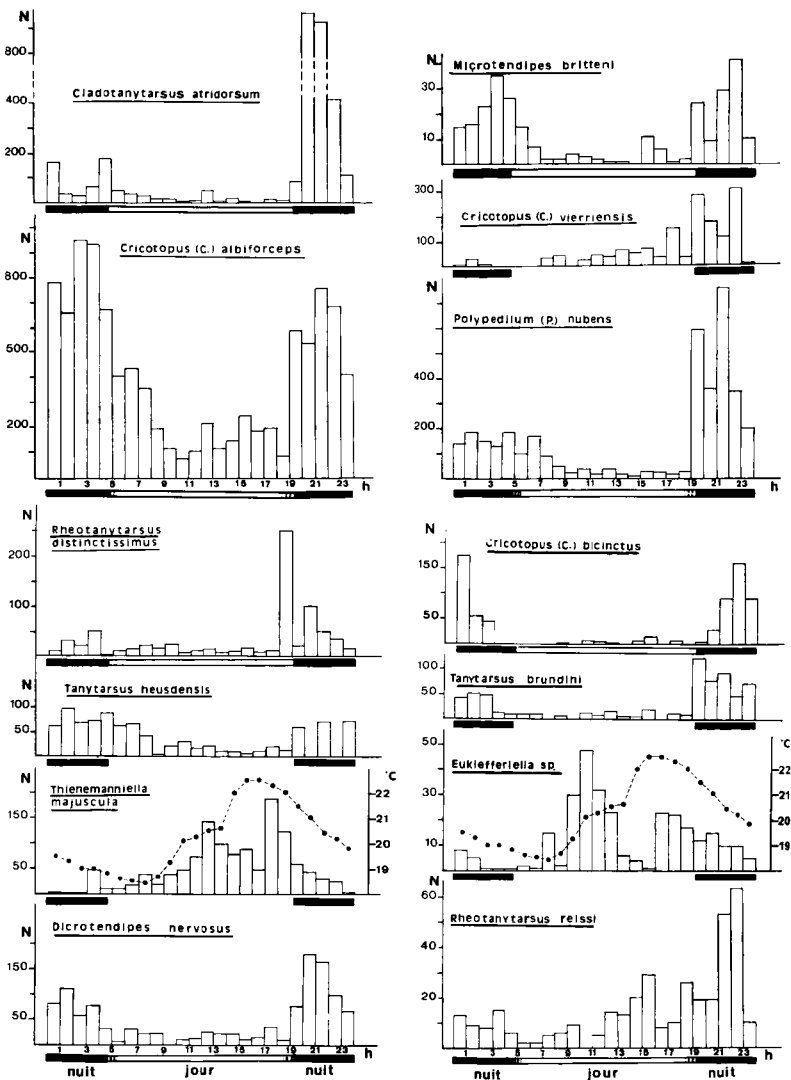 N
800
400
200
Cladotanytarsus atridorsum
N
800
500
200
Cricotopus (C.) albiforceps
1 3 5 7 9 11 13 15 17 19 21 23 h
N
200
100
Rheotanytarsus
distinctissimus
N
100
50
Tanytarsus heusdensis
N
150
50
Thienemanniella
majuscula
°C
22
21
20
19
N
150
50
Dicrotendipes nervosus
1 3 5 7 9 11 13 15 17 19 21 23 h
nuit jour nuit
N
30
10
Microtendipes britteni
300
100
Cricotopus (C.) vierriensis
N
400
200
Polypedilum (P.) nubens
1 3 5 7 9 11 13 15 17 19 21 23 h
N
150
50
Cricotopus (C.) bicinctus
100
50
Tanytarsus brundini
N
50
30
10
Eukiefferiella sp
°C
22
21
20
19
N
60
40
20
Rheotanytarsus reissi
1 3 5 7 9 11 13 15 17 19 21 23 h
nuit jour nuit